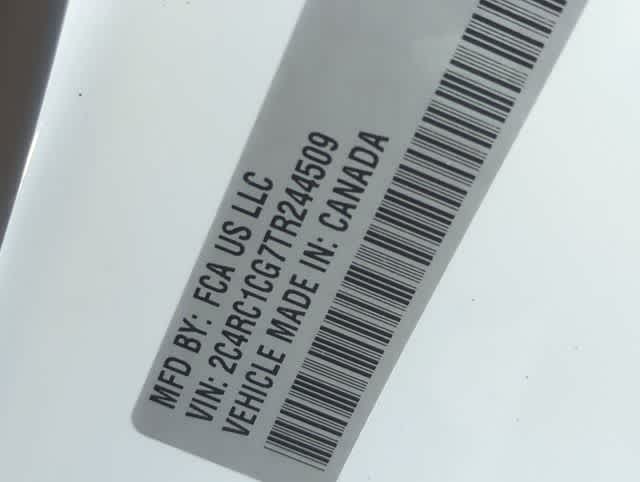 MFD BY: FCA US LLC
VIN: 2C4RC1CG7TR244509
VEHICLE MADE IN: CANADA